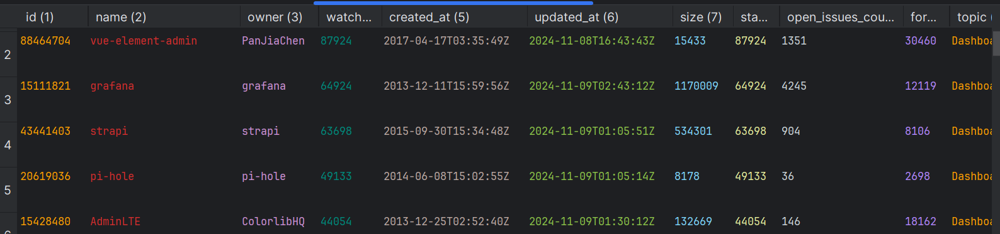 id (1) name (2) owner (3) watch... created_at (5) updated_at (6) size (7) sta... open_issues_cou... for... topic
2 88464704 vue-element-admin PanJiaChen 87924 2017-04-17T03:35:49Z 2024-11-08T16:43:43Z 15433 87924 1351 30460 Dashboa
3 15111821 grafana grafana 64924 2013-12-11T15:59:56Z 2024-11-09T02:43:12Z 1170009 64924 4245 12119 Dashboa
4 43441403 strapi strapi 63698 2015-09-30T15:34:48Z 2024-11-09T01:05:51Z 534301 63698 904 8106 Dashboa
5 20619036 pi-hole pi-hole 49133 2014-06-08T15:02:55Z 2024-11-09T01:05:14Z 8178 49133 36 2698 Dashboa
15428480 AdminLTE ColorlibHQ 44054 2013-12-25T02:52:40Z 2024-11-09T01:30:12Z 132669 44054 146 18162 Dashboa